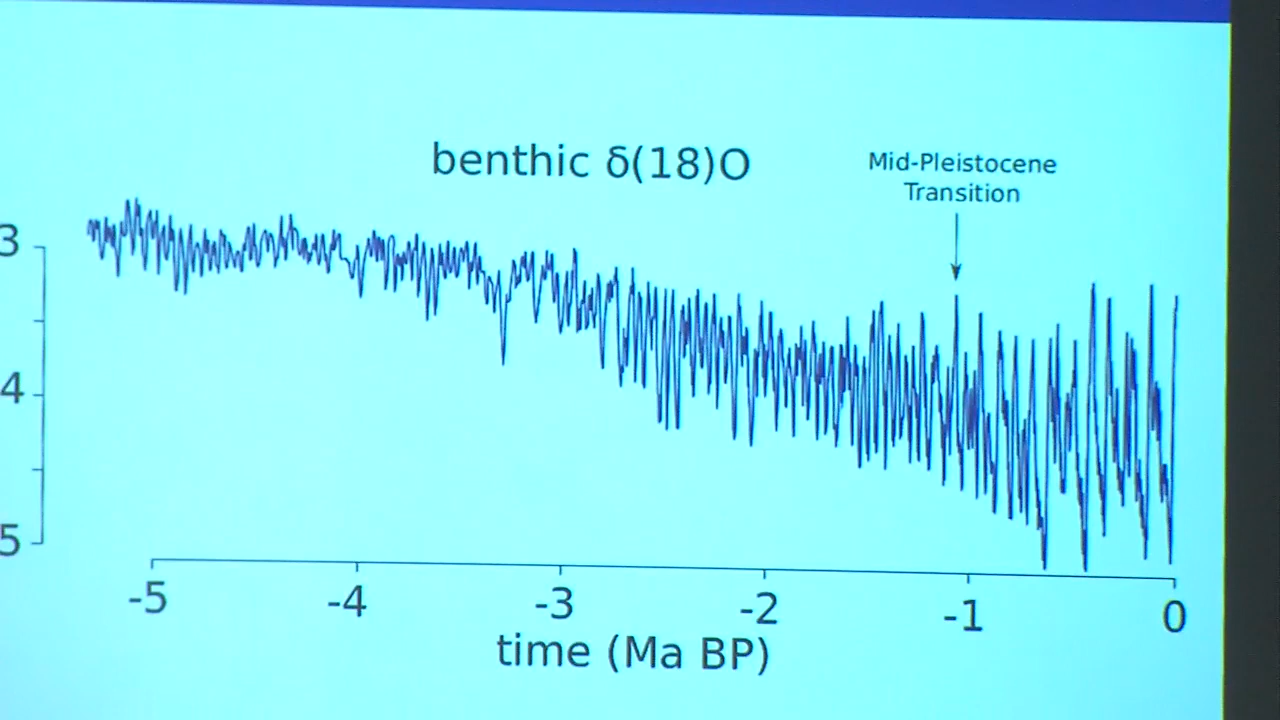 benthic δ(18)O
Mid-Pleistocene
Transition
3
4
5
-5 -4 -3 -2 -1 0
time (Ma BP)